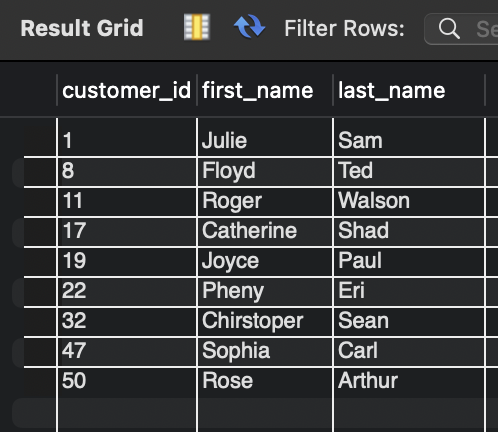 Result Grid Filter Rows: Se
customer_id first_name last_name
1 Julie Sam
8 Floyd Ted
11 Roger Walson
17 Catherine Shad
19 Joyce Paul
22 Pheny Eri
32 Chirstoper Sean
47 Sophia Carl
50 Rose Arthur